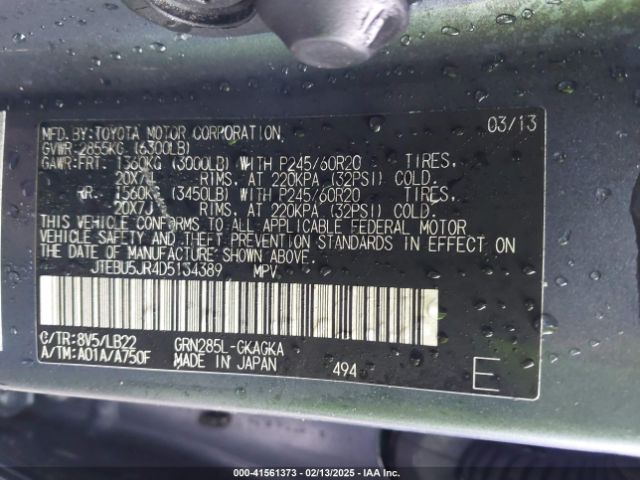 MFD.BY:TOYOTA MOTOR CORPORATION 03/13
GVWR 2855KG (6300LB)
GAWR:FRT. 1360KG (3000LB) WITH P245/60R20 TIRES,
20X7J RIMS, AT 220KPA (32PSI) COLD.
RR. 1560KG (3450LB) WITH P245/60R20 TIRES,
20X7J RIMS, AT 220KPA (32PSI) COLD.
THIS VEHICLE CONFORMS TO ALL APPLICABLE FEDERAL MOTOR
VEHICLE SAFETY AND THEFT PREVENTION STANDARDS IN EFFECT ON
THE DATE OF MANUFACTURE SHOWN ABOVE.
JTEBU5JR4D5134389 MPV
C/TR:8V5/LB22 GRN285L-GKAGKA
A/TM:A01A/A750F MADE IN JAPAN 494 E
000-41561373 - 02/13/2025 - IAA Inc.